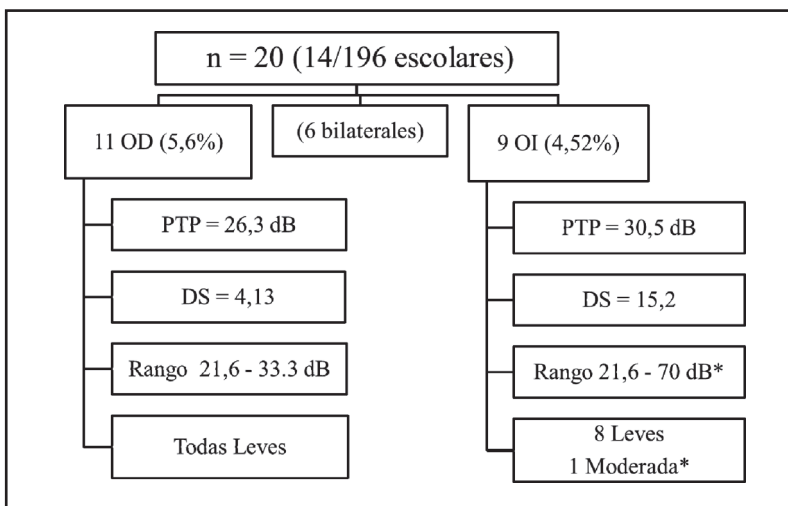 n = 20 (14/196 escolares)
11 OD (5,6%)
(6 bilaterales)
9 OI (4,52%)
PTP = 26,3 dB
DS = 4,13
Rango 21,6 - 33.3 dB
Todas Leves
PTP = 30,5 dB
DS = 15,2
Rango 21,6 - 70 dB*
8 Leves
1 Moderada*